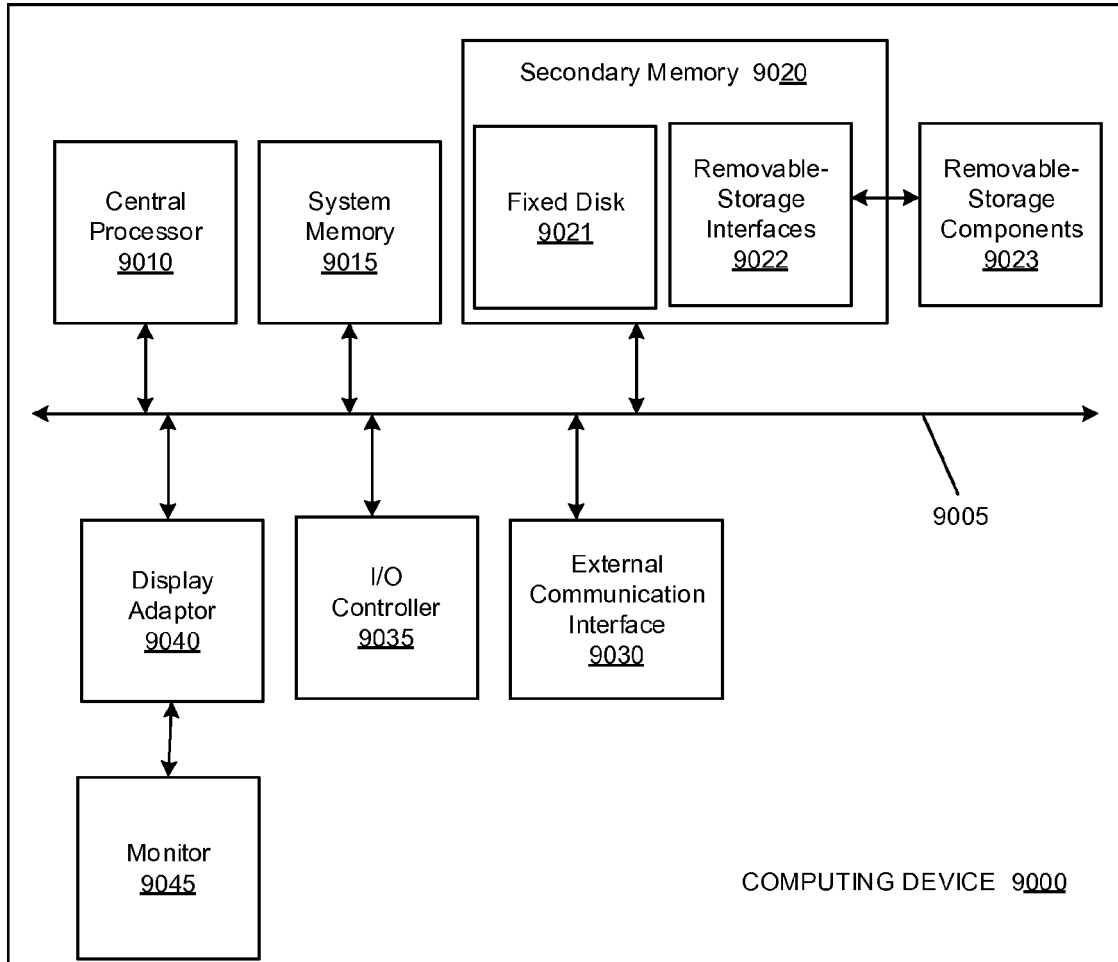 Secondary Memory 9020
Central
Processor
9010
System
Memory
9015
Fixed Disk
9021
Removable-
Storage
Interfaces
9022
Removable-
Storage
Components
9023
9005
Display
Adaptor
9040
I/O
Controller
9035
External
Communication
Interface
9030
Monitor
9045
COMPUTING DEVICE 9000